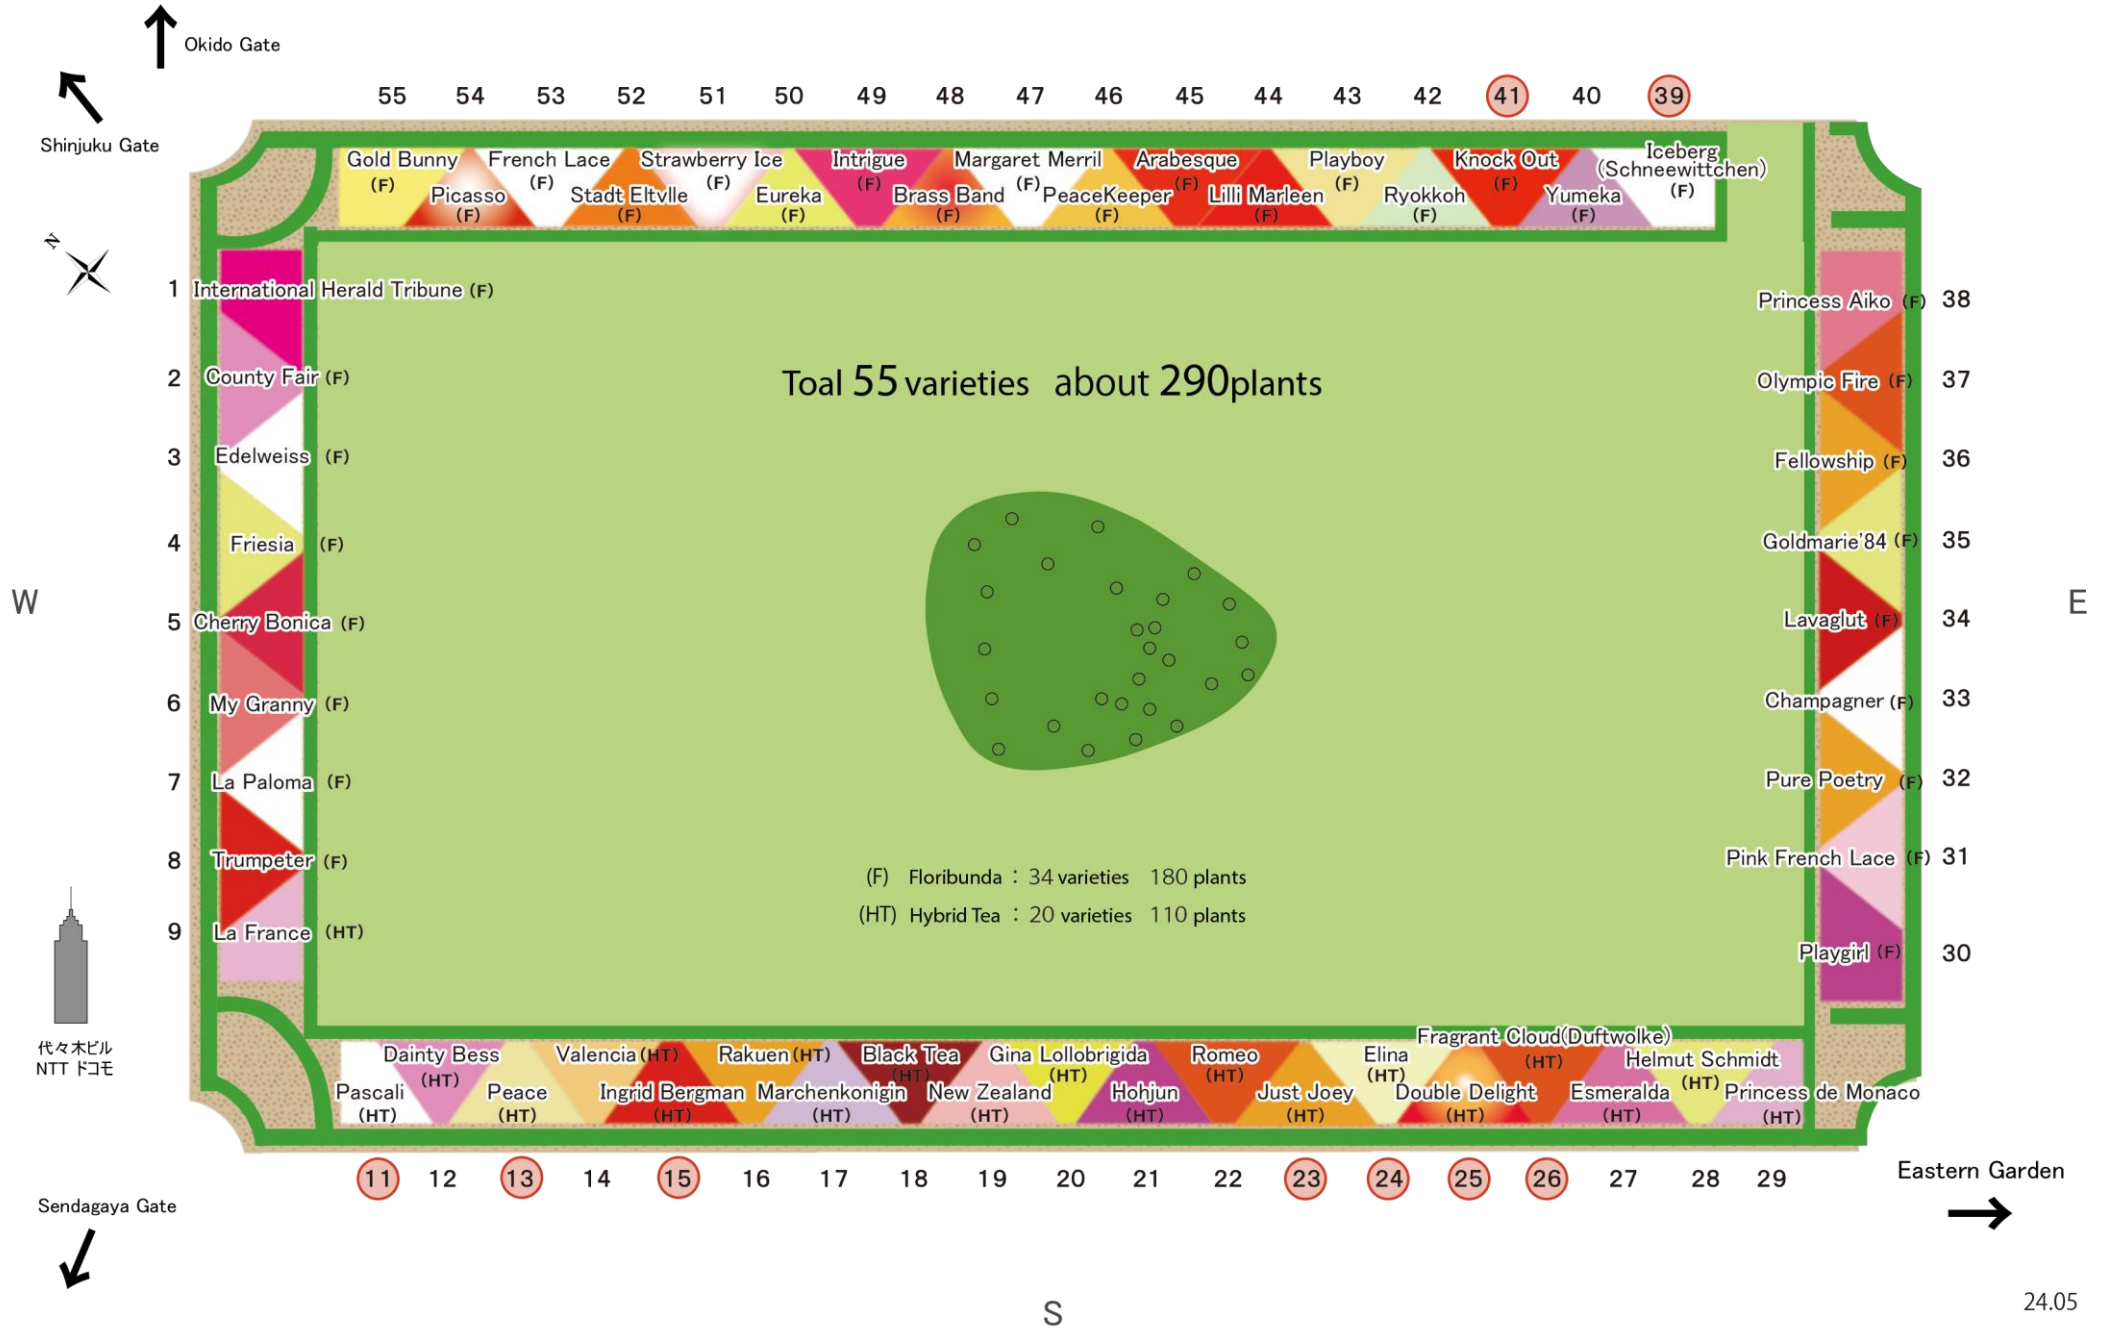 Okido Gate
Shinjuku Gate
55 54 53 52 51 50 49 48 47 46 45 44 43 42 41 40 39
Gold Bunny (F)
Picasso (F)
French Lace (F)
Stadt Eltvlle (F)
Strawberry Ice (F)
Eureka (F)
Intrigue (F)
Brass Band (F)
Margaret Merril (F)
PeaceKeeper (F)
Arabesque (F)
Lilli Marleen (F)
Playboy (F)
Ryokkoh (F)
Knock Out (F)
Yumeka (F)
Iceberg
(Schneewittchen)
(F)
N
1 International Herald Tribune (F)
2 County Fair (F)
3 Edelweiss (F)
4 Friesia (F)
5 Cherry Bonica (F)
6 My Granny (F)
7 La Paloma (F)
8 Trumpeter (F)
9 La France (HT)
W
Toal 55 varieties about 290plants
(F) Floribunda : 34 varieties 180 plants
(HT) Hybrid Tea : 20 varieties 110 plants
Princess Aiko (F) 38
Olympic Fire (F) 37
Fellowship (F) 36
Goldmarie'84 (F) 35
Lavaglut (F) 34
Champagner (F) 33
Pure Poetry (F) 32
Pink French Lace (F) 31
Playgirl (F) 30
E
代々木ビル
NTT ドコモ
Pascali (HT)
Dainty Bess (HT)
Peace (HT)
Valencia (HT)
Ingrid Bergman (HT)
Rakuen (HT)
Marchenkonigin (HT)
Black Tea (HT)
New Zealand (HT)
Gina Lollobrigida (HT)
Hohjun (HT)
Romeo (HT)
Just Joey (HT)
Elina (HT)
Double Delight (HT)
Fragrant Cloud(Duftwolke) (HT)
Esmeralda (HT)
Helmut Schmidt (HT)
Princess de Monaco (HT)
11 12 13 14 15 16 17 18 19 20 21 22 23 24 25 26 27 28 29
Eastern Garden
Sendagaya Gate
S
24.05